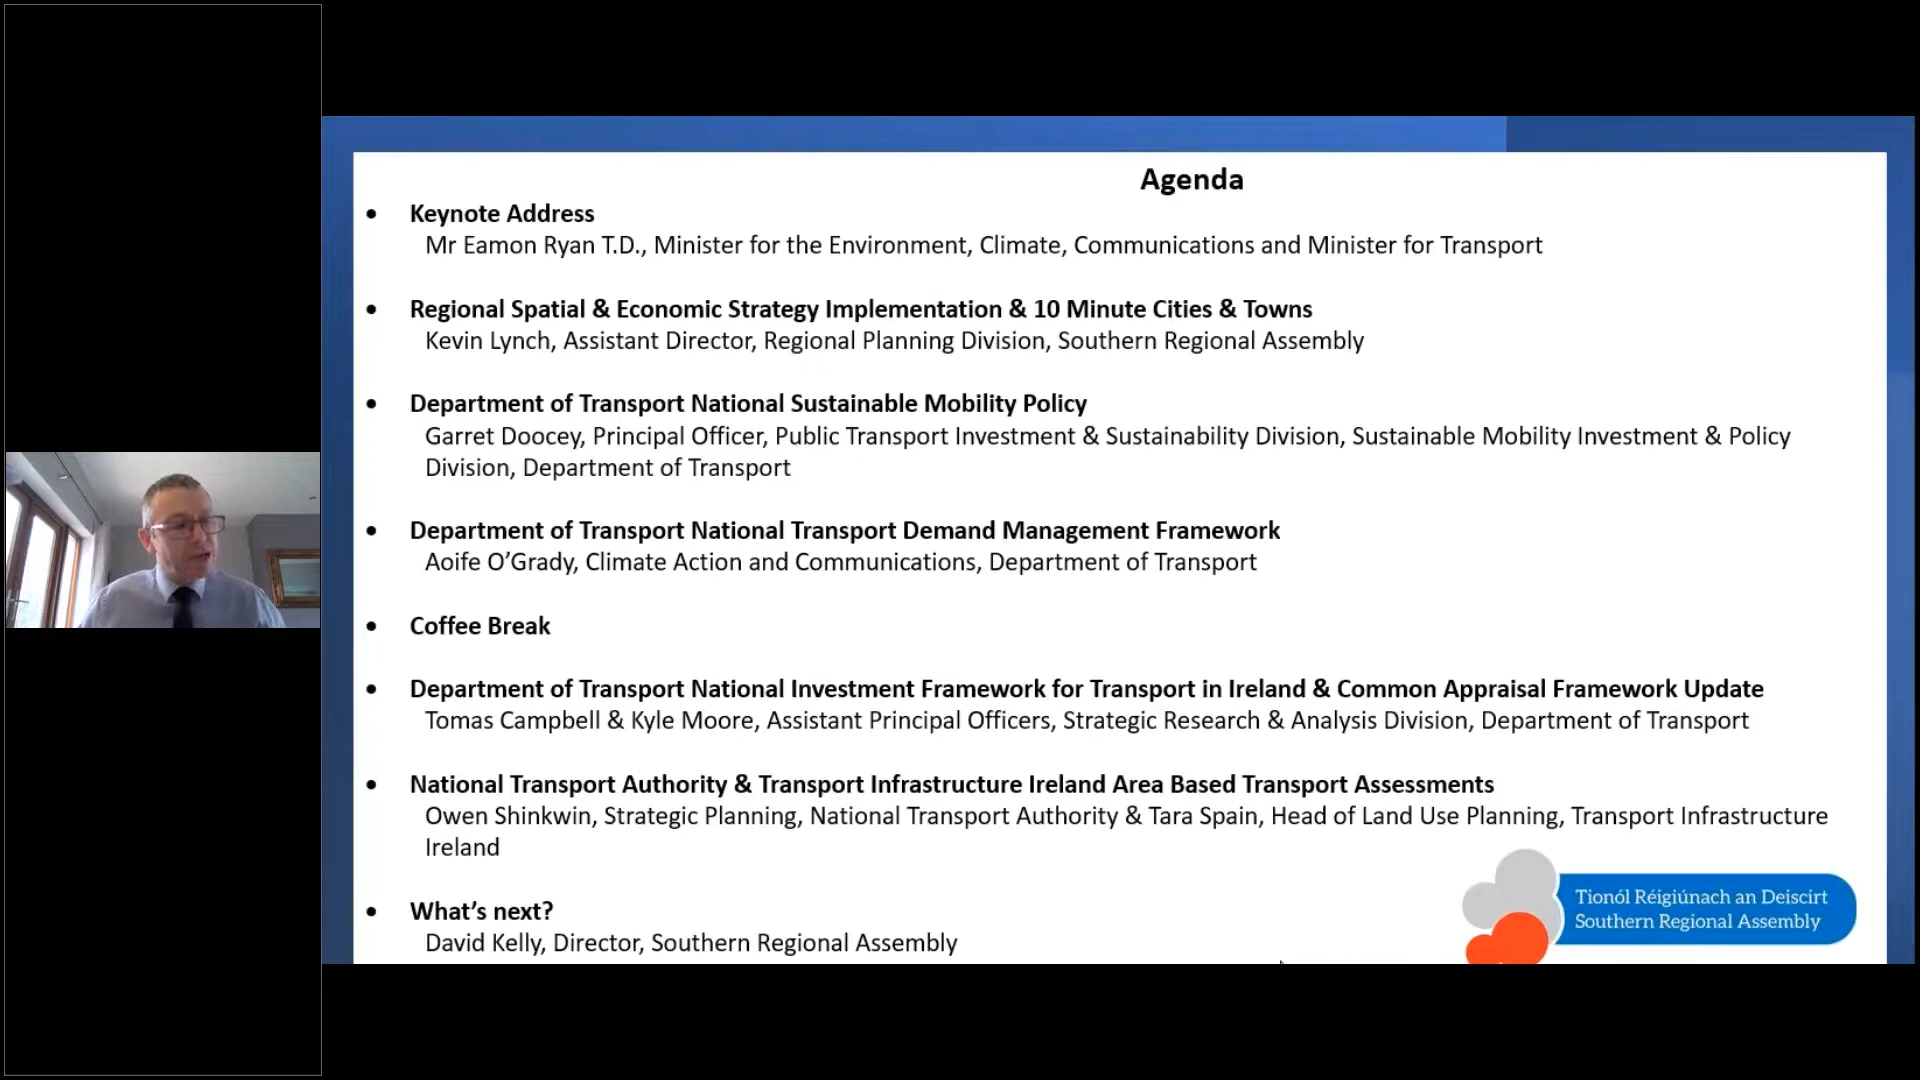 Agenda
• Keynote Address
Mr Eamon Ryan T.D., Minister for the Environment, Climate, Communications and Minister for Transport
• Regional Spatial & Economic Strategy Implementation & 10 Minute Cities & Towns
Kevin Lynch, Assistant Director, Regional Planning Division, Southern Regional Assembly
• Department of Transport National Sustainable Mobility Policy
Garret Doocey, Principal Officer, Public Transport Investment & Sustainability Division, Sustainable Mobility Investment & Policy
Division, Department of Transport
• Department of Transport National Transport Demand Management Framework
Aoife O’Grady, Climate Action and Communications, Department of Transport
• Coffee Break
• Department of Transport National Investment Framework for Transport in Ireland & Common Appraisal Framework Update
Tomas Campbell & Kyle Moore, Assistant Principal Officers, Strategic Research & Analysis Division, Department of Transport
• National Transport Authority & Transport Infrastructure Ireland Area Based Transport Assessments
Owen Shinkwin, Strategic Planning, National Transport Authority & Tara Spain, Head of Land Use Planning, Transport Infrastructure
Ireland
• What’s next?
David Kelly, Director, Southern Regional Assembly
Tionól Réigiúnach an Deiscirt
Southern Regional Assembly